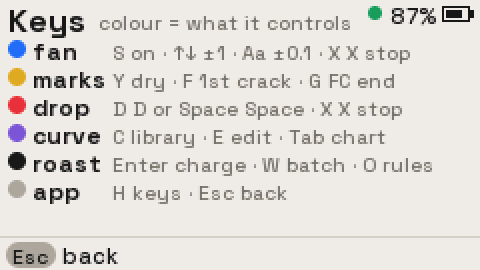 Keys colour = what it controls 87%
fan S on · ↑↓ ±1 · Aa ±0.1 · X X stop
marks Y dry · F 1st crack · G FC end
drop D D or Space Space · X X stop
curve C library · E edit · Tab chart
roast Enter charge · W batch · O rules
app H keys · Esc back
Esc back